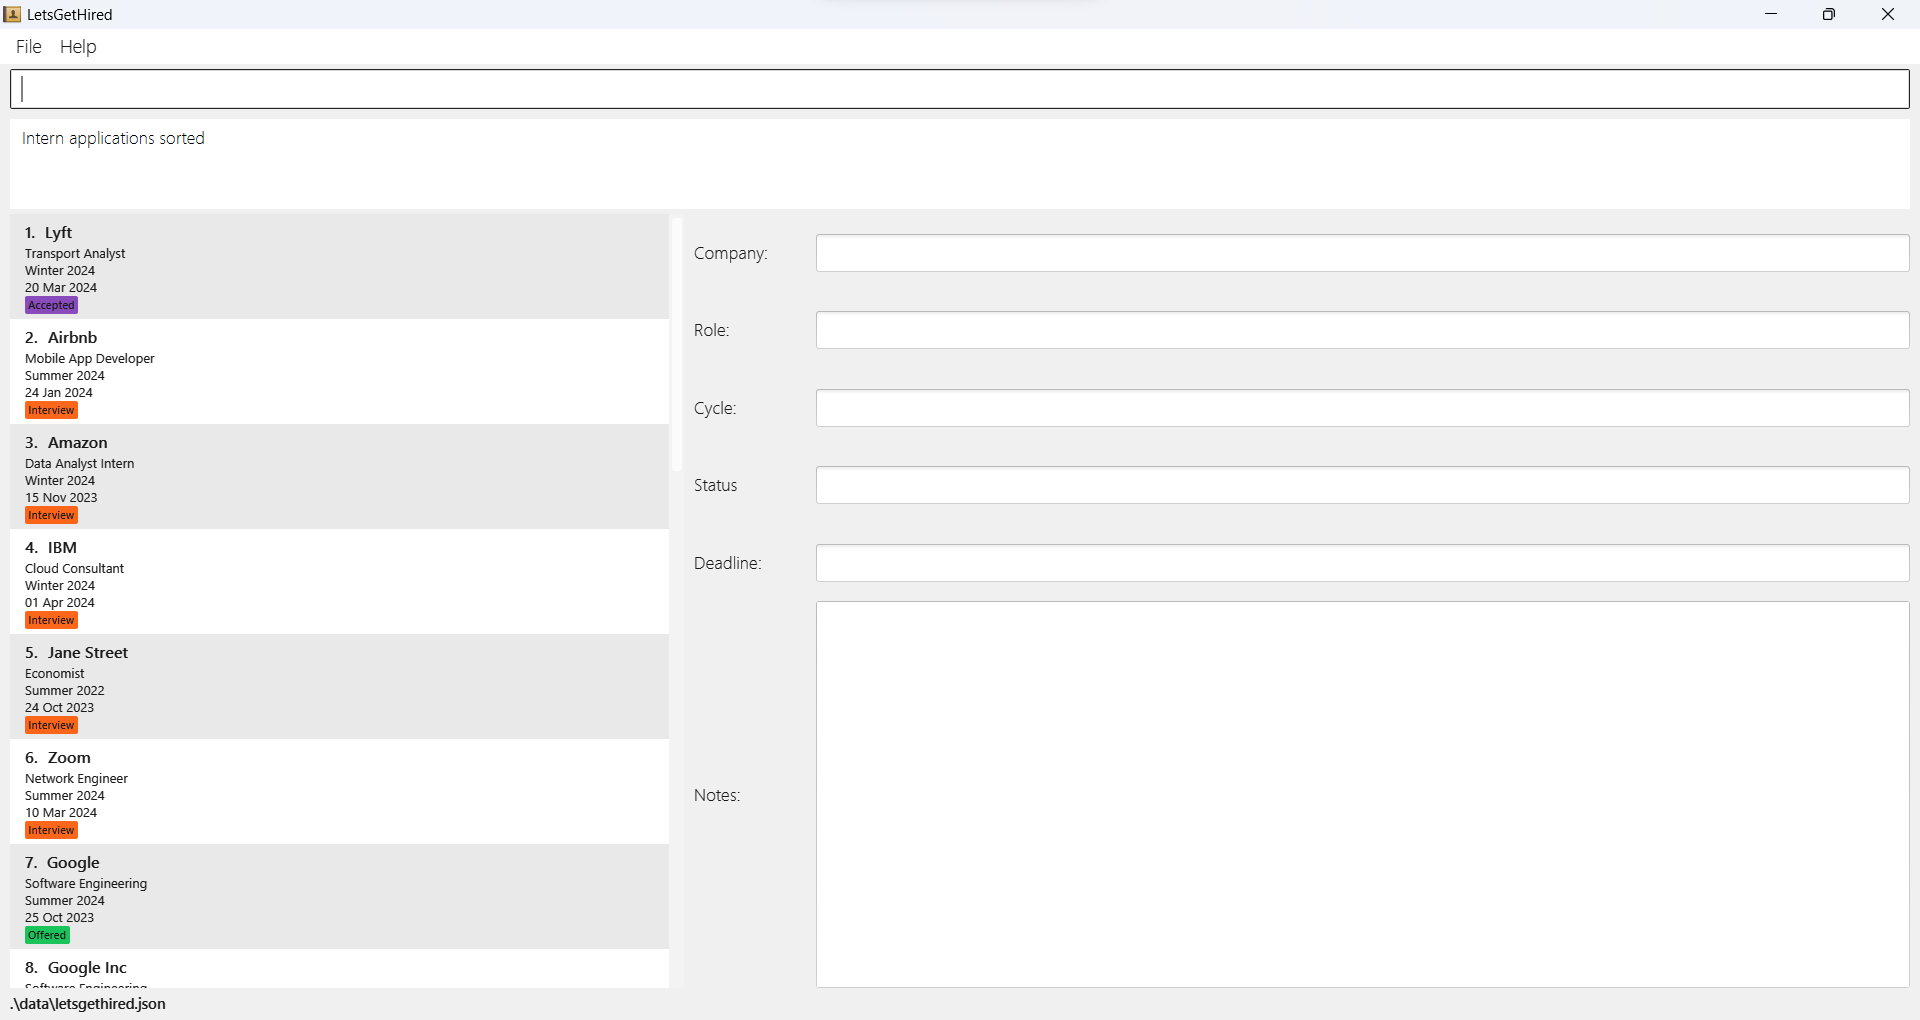 LetsGetHired
File Help
Intern applications sorted
1. Lyft
Transport Analyst
Winter 2024
20 Mar 2024
Accepted
2. Airbnb
Mobile App Developer
Summer 2024
24 Jan 2024
Interview
3. Amazon
Data Analyst Intern
Winter 2024
15 Nov 2023
Interview
4. IBM
Cloud Consultant
Winter 2024
01 Apr 2024
Interview
5. Jane Street
Economist
Summer 2022
24 Oct 2023
Interview
6. Zoom
Network Engineer
Summer 2024
10 Mar 2024
Interview
7. Google
Software Engineering
Summer 2024
25 Oct 2023
Offered
8. Google Inc
Software Engineering
Company:
Role:
Cycle:
Status
Deadline:
Notes:
.\data\letsgethired.json